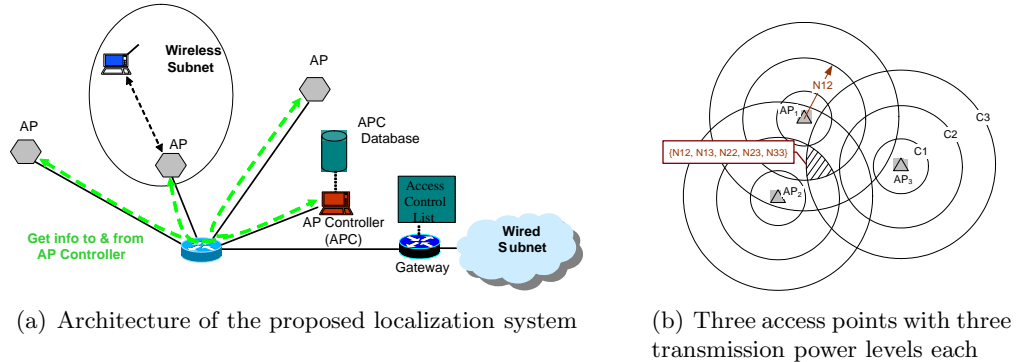 Wireless
Subnet
AP
AP
AP
APC
Database
Access
Control
List
AP Controller
(APC)
Get info to & from
AP Controller
Gateway
Wired
Subnet
(a) Architecture of the proposed localization system
N12
AP1
C3
C2
C1
{N12, N13, N22, N23, N33}
AP3
AP2
(b) Three access points with three
transmission power levels each